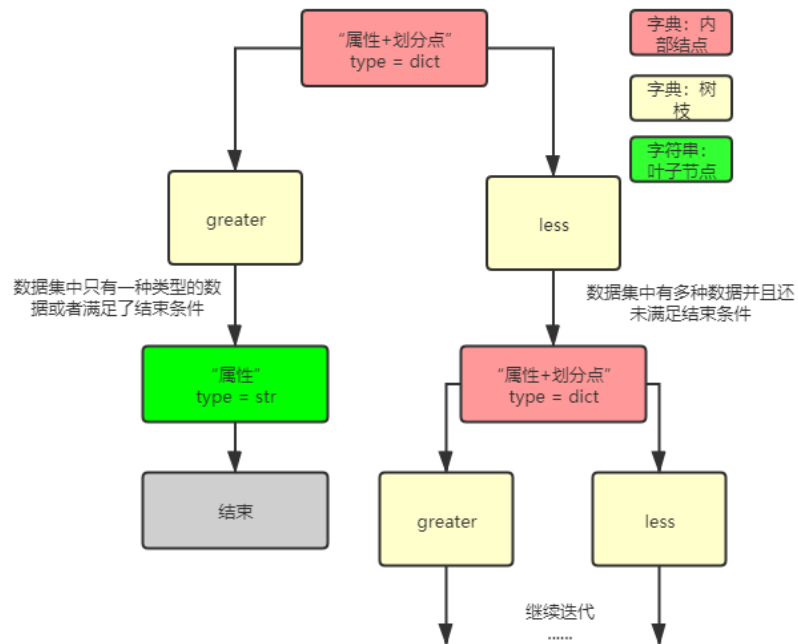 “属性+划分点”
type = dict
字典：内
部结点
字典：树
枝
字符串：
叶子节点
greater
less
数据集中只有一种类型的数
据或者满足了结束条件
数据集中有多种数据并且还
未满足结束条件
“属性”
type = str
“属性+划分点”
type = dict
结束
greater
less
继续迭代
......